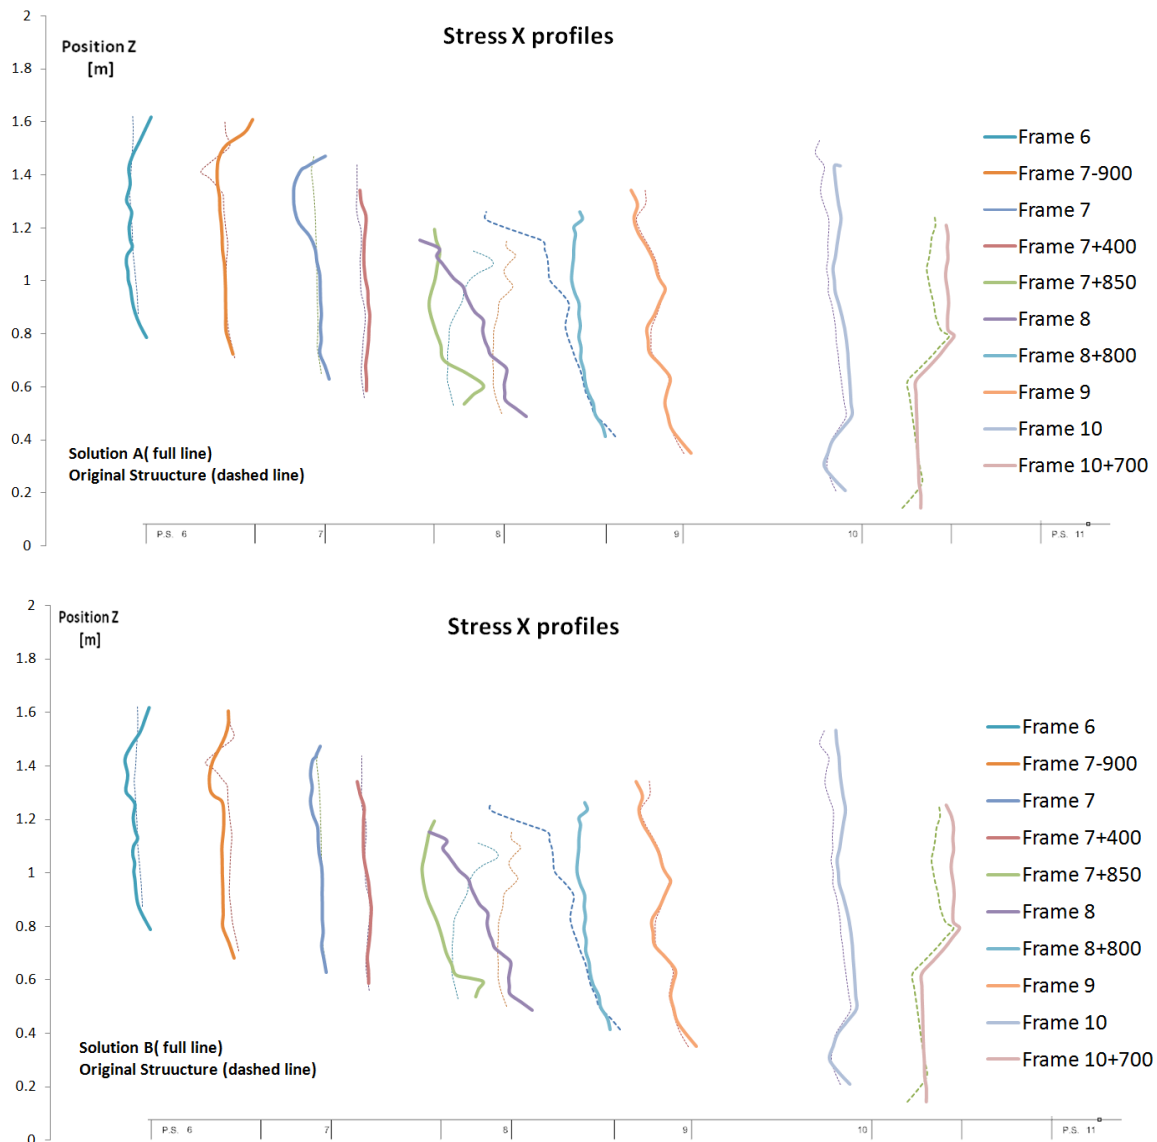 Stress X profiles
Position Z
[m]
2
1.8
1.6
1.4
1.2
1
0.8
0.6
0.4
0.2
0
Frame 6
Frame 7-900
Frame 7
Frame 7+400
Frame 7+850
Frame 8
Frame 8+800
Frame 9
Frame 10
Frame 10+700
Solution A( full line)
Original Struucture (dashed line)
P.S. 6 7 8 9 10 P.S. 11
Stress X profiles
Position Z
[m]
2
1.8
1.6
1.4
1.2
1
0.8
0.6
0.4
0.2
0
Frame 6
Frame 7-900
Frame 7
Frame 7+400
Frame 7+850
Frame 8
Frame 8+800
Frame 9
Frame 10
Frame 10+700
Solution B( full line)
Original Struucture (dashed line)
P.S. 6 7 8 9 10 P.S. 11